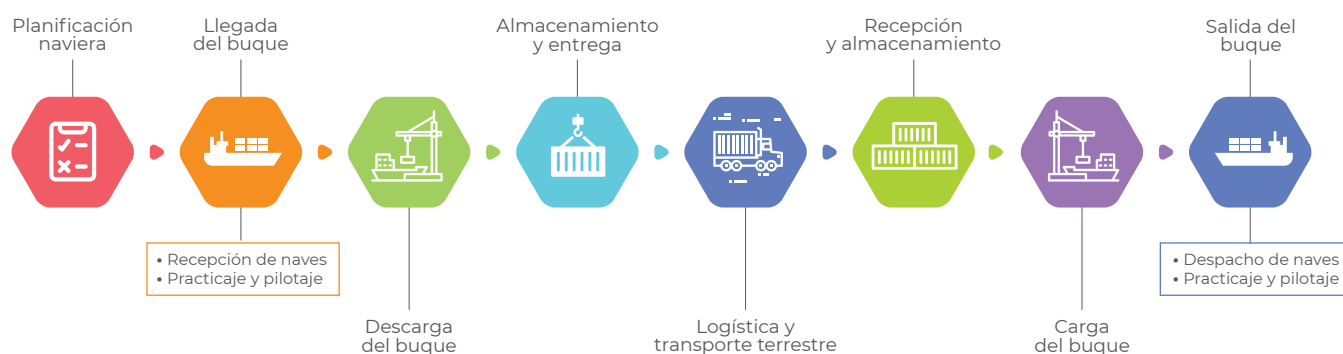 Planificación
naviera
Llegada
del buque
Almacenamiento
y entrega
Recepción
y almacenamiento
Salida del
buque
• Recepción de naves
• Practicaje y pilotaje
• Despacho de naves
• Practicaje y pilotaje
Descarga
del buque
Logística y
transporte terrestre
Carga
del buque